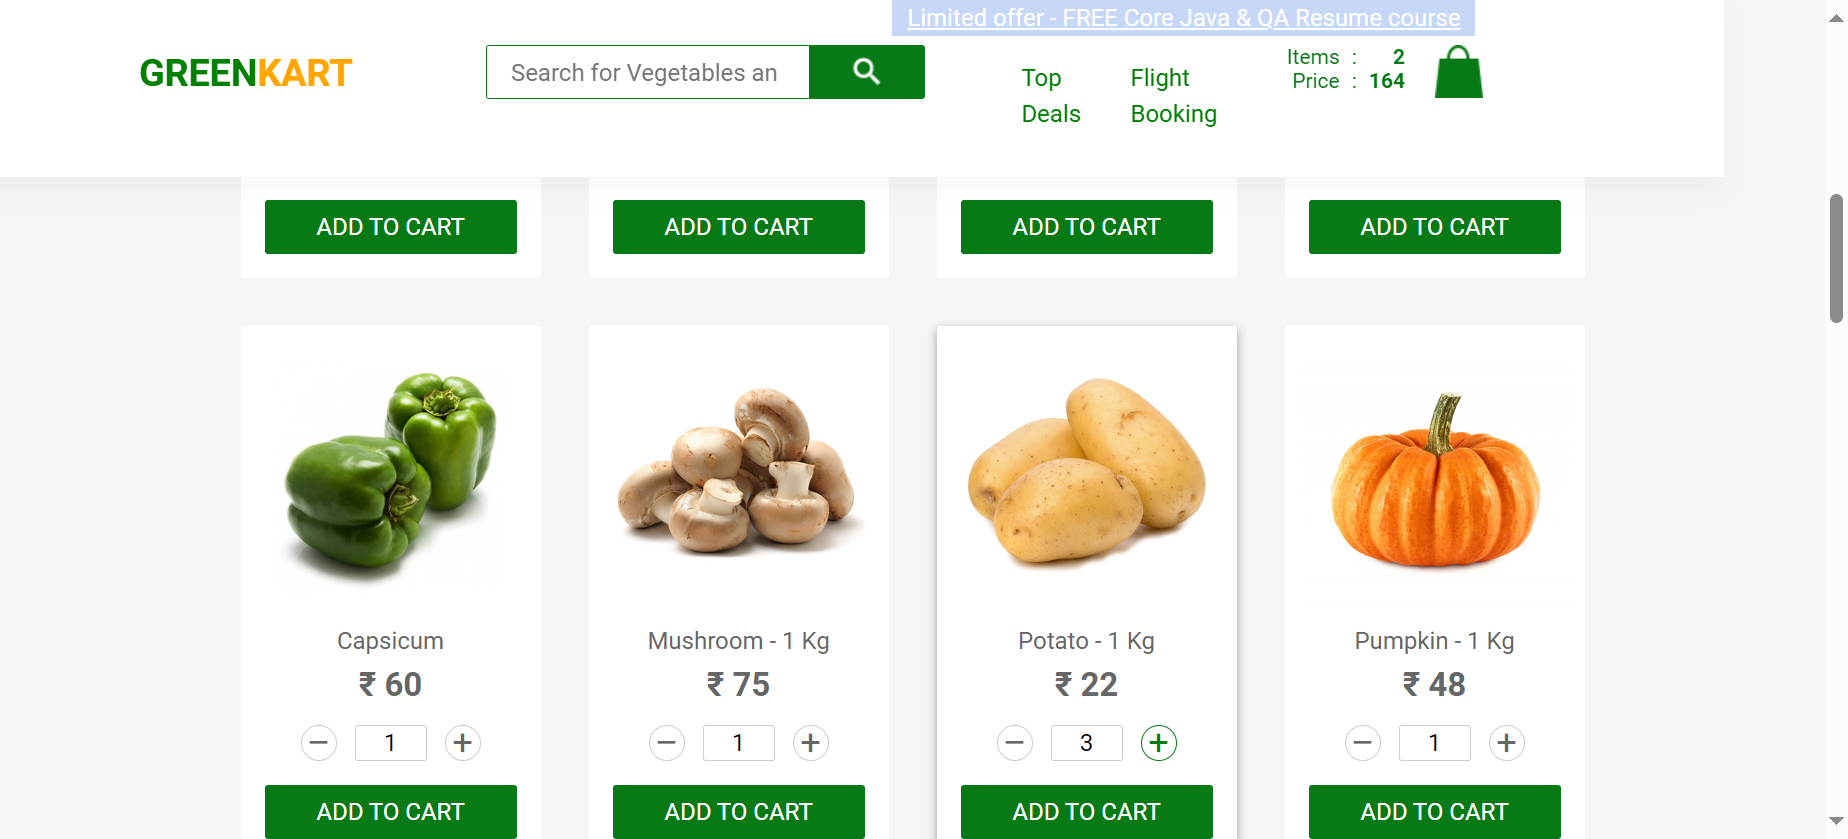 Limited offer - FREE Core Java & QA Resume course
GREENKART
Search for Vegetables an
Top
Deals
Flight
Booking
Items : 2
Price : 164
ADD TO CART
ADD TO CART
ADD TO CART
ADD TO CART
Capsicum
₹ 60
− 1 +
ADD TO CART
Mushroom - 1 Kg
₹ 75
− 1 +
ADD TO CART
Potato - 1 Kg
₹ 22
− 3 +
ADD TO CART
Pumpkin - 1 Kg
₹ 48
− 1 +
ADD TO CART